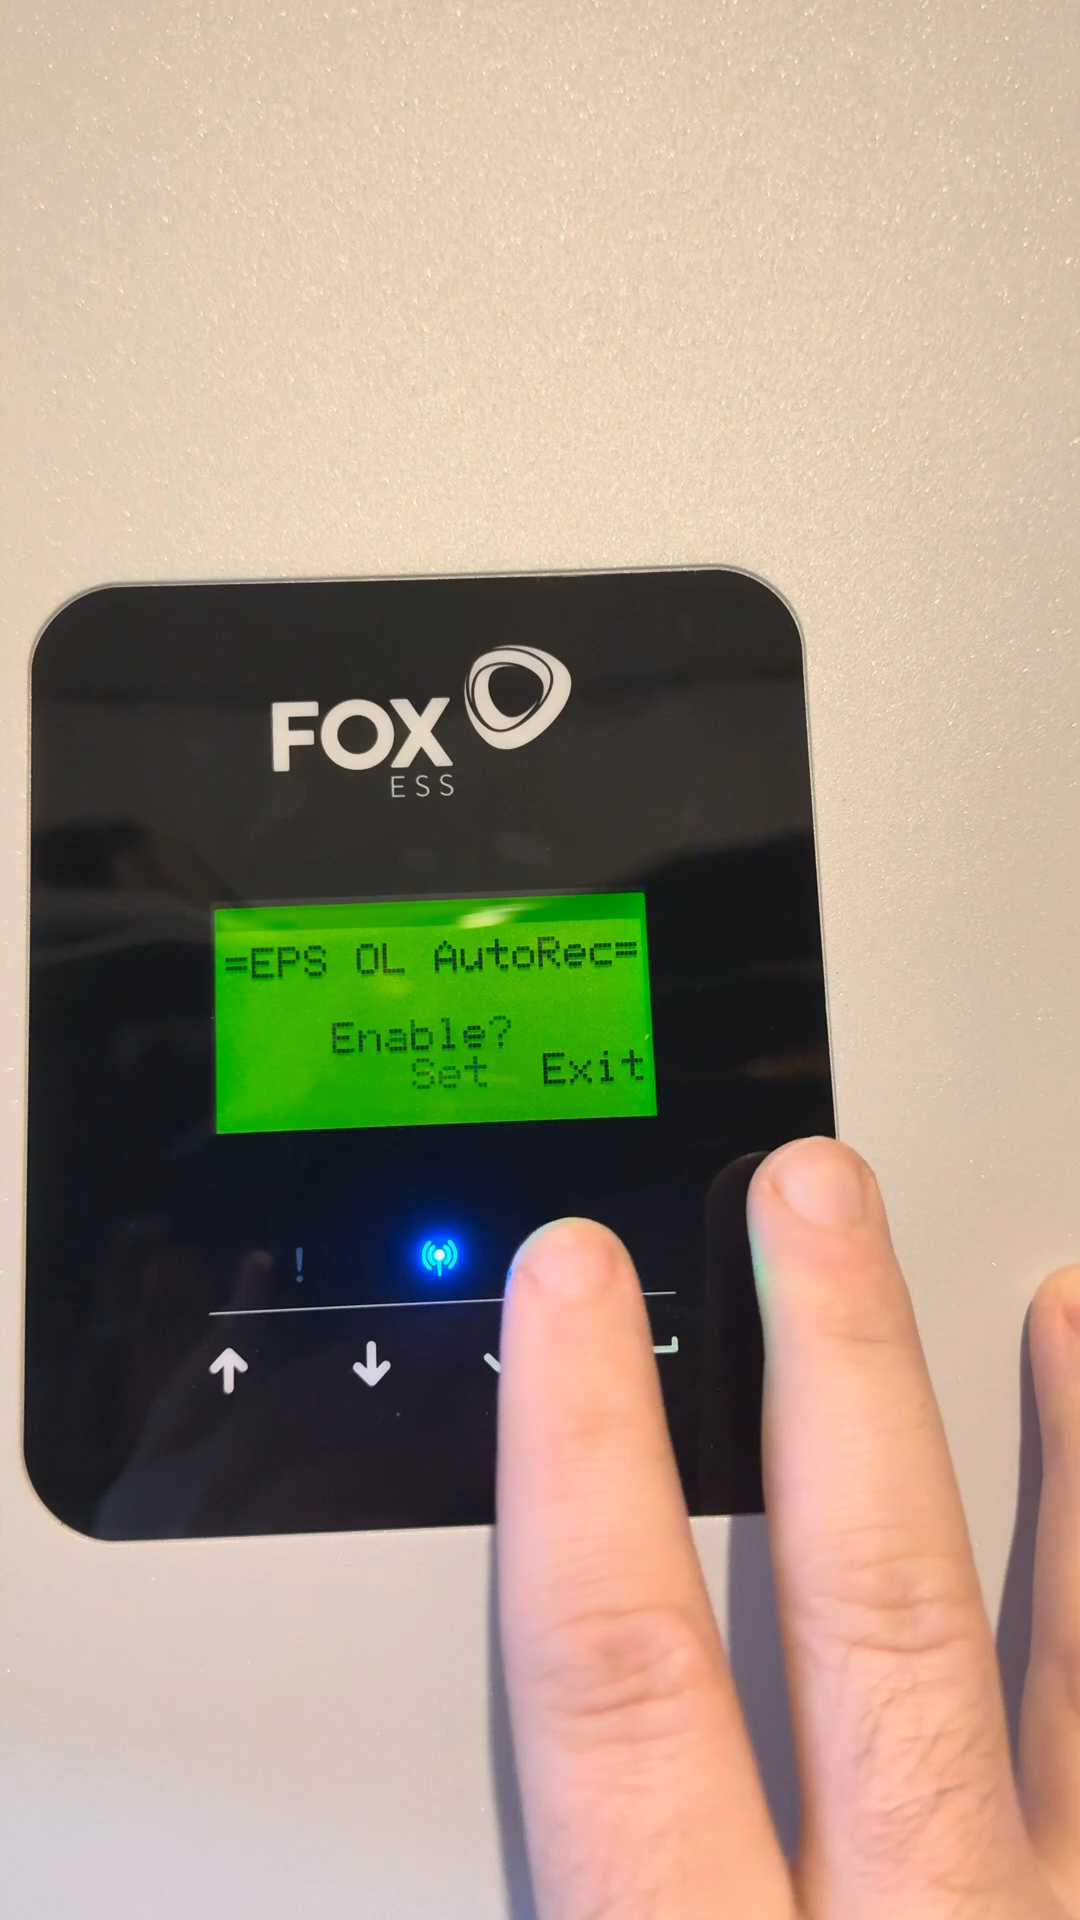 FOX
ESS
=EPS OL AutoRec=
Enable?
Set Exit